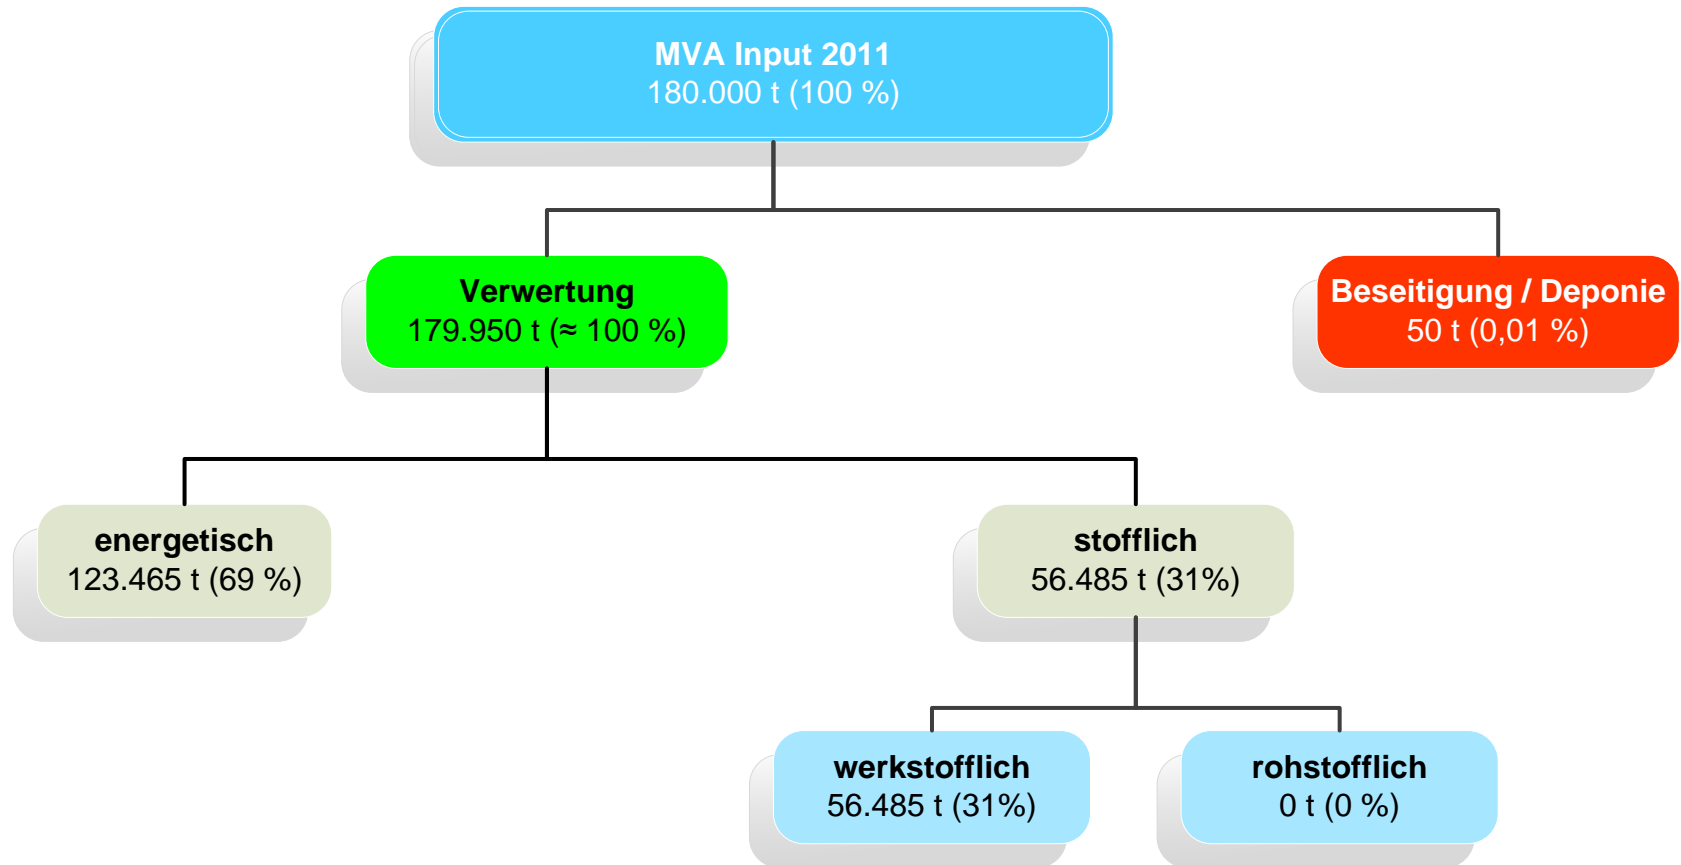 MVA Input 2011
180.000 t (100 %)
Verwertung
179.950 t (≈ 100 %)
Beseitigung / Deponie
50 t (0,01 %)
energetisch
123.465 t (69 %)
stofflich
56.485 t (31%)
werkstofflich
56.485 t (31%)
rohstofflich
0 t (0 %)